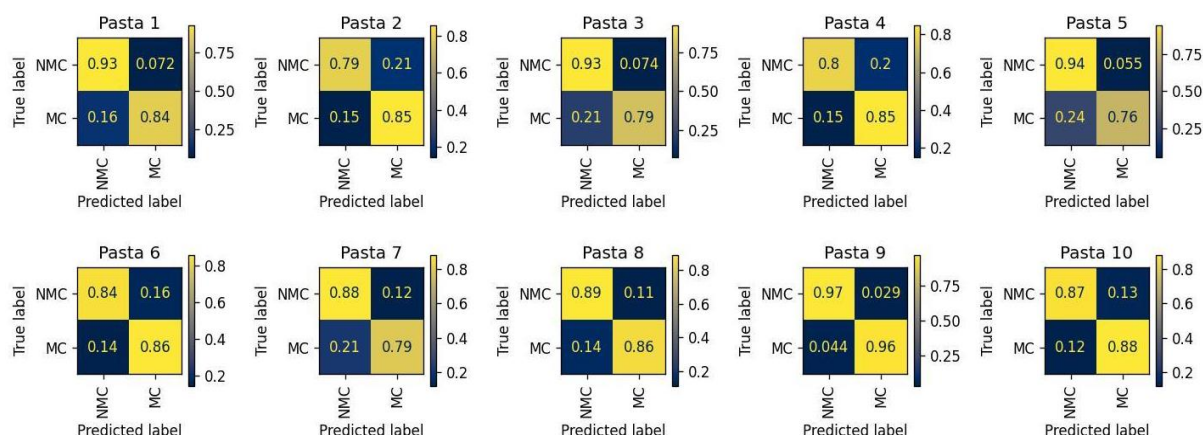 Pasta 1
True label
NMC 0.93 0.072
MC 0.16 0.84
NMC MC
Predicted label
0.75
0.50
0.25
Pasta 2
True label
NMC 0.79 0.21
MC 0.15 0.85
NMC MC
Predicted label
0.8
0.6
0.4
0.2
Pasta 3
True label
NMC 0.93 0.074
MC 0.21 0.79
NMC MC
Predicted label
0.75
0.50
0.25
Pasta 4
True label
NMC 0.8 0.2
MC 0.15 0.85
NMC MC
Predicted label
0.8
0.6
0.4
0.2
Pasta 5
True label
NMC 0.94 0.055
MC 0.24 0.76
NMC MC
Predicted label
0.75
0.50
0.25
Pasta 6
True label
NMC 0.84 0.16
MC 0.14 0.86
NMC MC
Predicted label
0.8
0.6
0.4
0.2
Pasta 7
True label
NMC 0.88 0.12
MC 0.21 0.79
NMC MC
Predicted label
0.8
0.6
0.4
0.2
Pasta 8
True label
NMC 0.89 0.11
MC 0.14 0.86
NMC MC
Predicted label
0.8
0.6
0.4
0.2
Pasta 9
True label
NMC 0.97 0.029
MC 0.044 0.96
NMC MC
Predicted label
0.75
0.50
0.25
Pasta 10
True label
NMC 0.87 0.13
MC 0.12 0.88
NMC MC
Predicted label
0.8
0.6
0.4
0.2